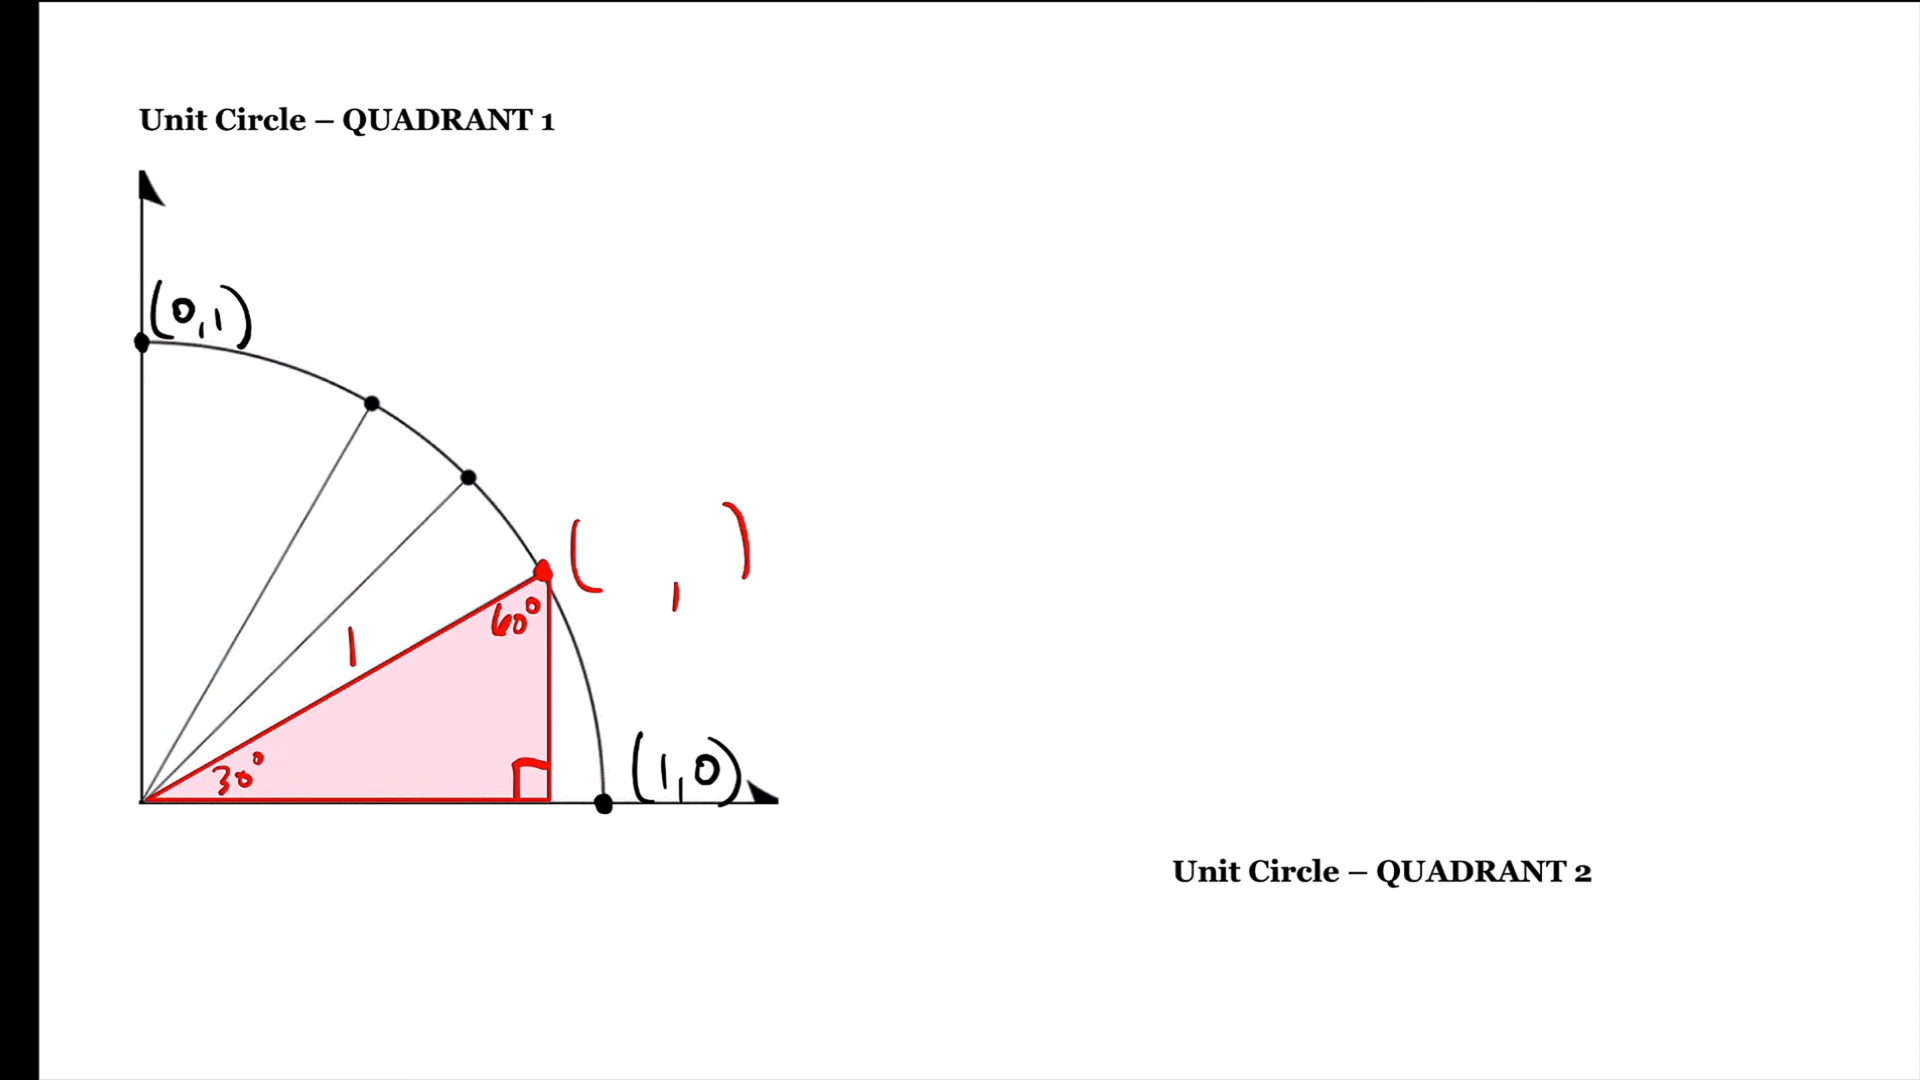 Unit Circle – QUADRANT 1
(0,1)
( , )
60°
1
30°
(1,0)
Unit Circle – QUADRANT 2